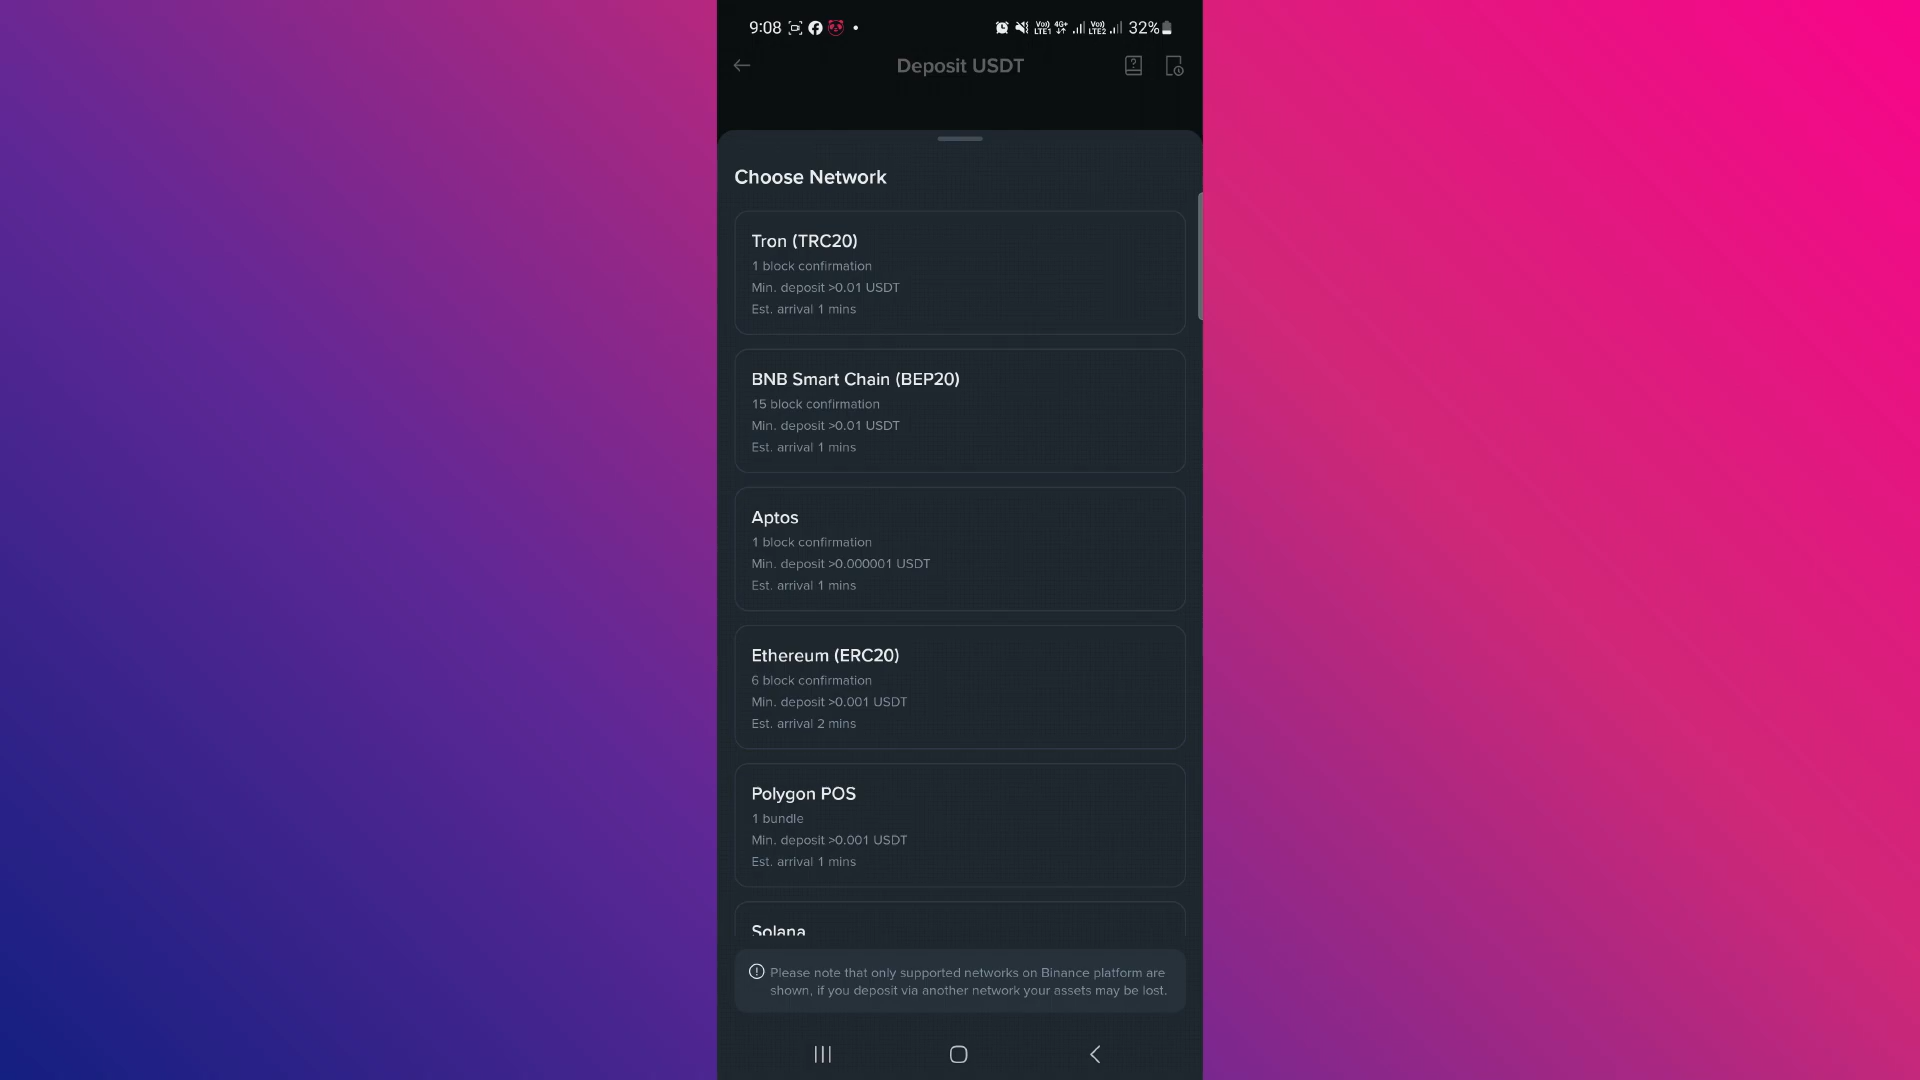 9:08
Vo)) LTE1 4G+ Vo)) LTE2 32%
Deposit USDT
Choose Network
Tron (TRC20)
1 block confirmation
Min. deposit >0.01 USDT
Est. arrival 1 mins
BNB Smart Chain (BEP20)
15 block confirmation
Min. deposit >0.01 USDT
Est. arrival 1 mins
Aptos
1 block confirmation
Min. deposit >0.000001 USDT
Est. arrival 1 mins
Ethereum (ERC20)
6 block confirmation
Min. deposit >0.001 USDT
Est. arrival 2 mins
Polygon POS
1 bundle
Min. deposit >0.001 USDT
Est. arrival 1 mins
Solana
Please note that only supported networks on Binance platform are
shown, if you deposit via another network your assets may be lost.